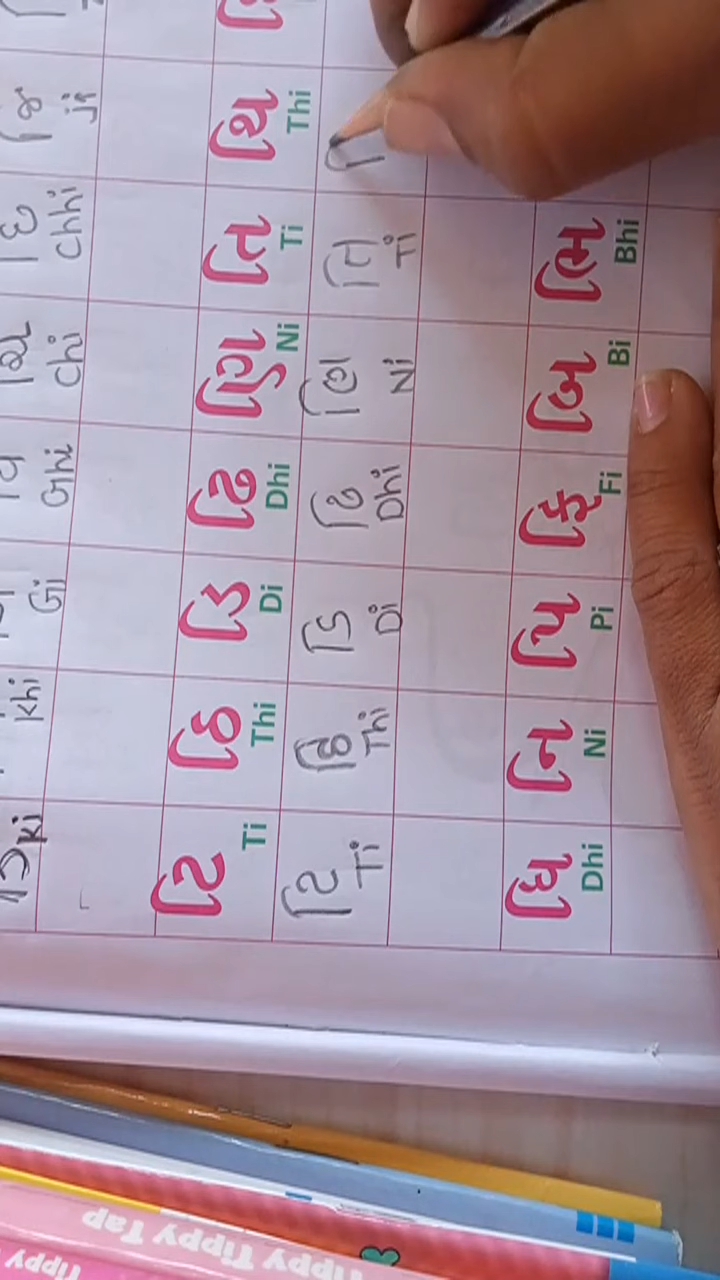 કિ ચિ છિ જિ
Ki Khi Gi Ghi Chi Chhi Ji
ટિ ઠિ ડિ ઢિ ણિ તિ થિ
Ti Thi Di Dhi Ni Ti Thi
ટિ ઠિ ડિ ઢિ ણિ તિ
Ti Thi Di Dhi Ni Ti
ધિ નિ પિ ફિ બિ ભિ
Dhi Ni Pi Fi Bi Bhi
Tippy Tap